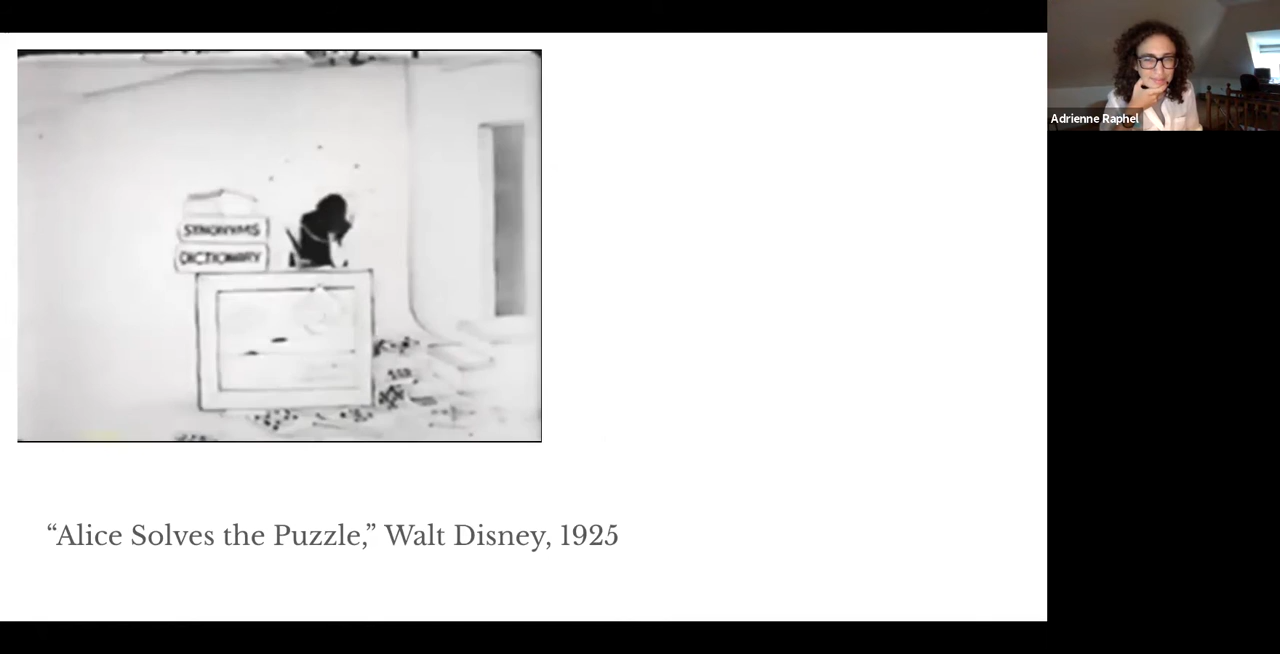 SYNONYMS
DICTIONARY
“Alice Solves the Puzzle,” Walt Disney, 1925
Adrienne Raphel